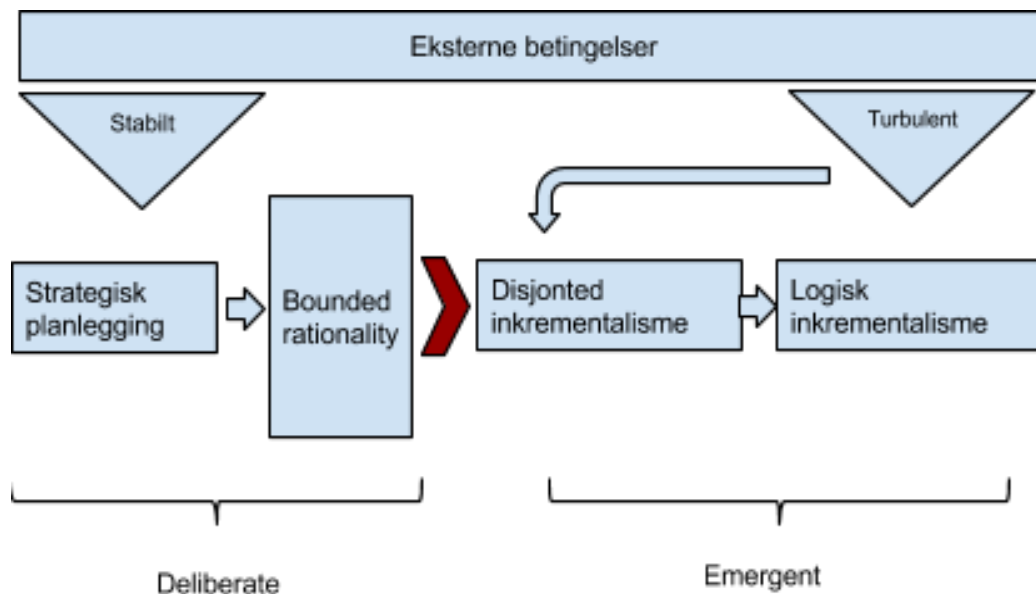 Eksterne betingelser
Stabilt
Turbulent
Strategisk
planlegging
Bounded
rationality
Disjonted
inkrementalisme
Logisk
inkrementalisme
Deliberate
Emergent